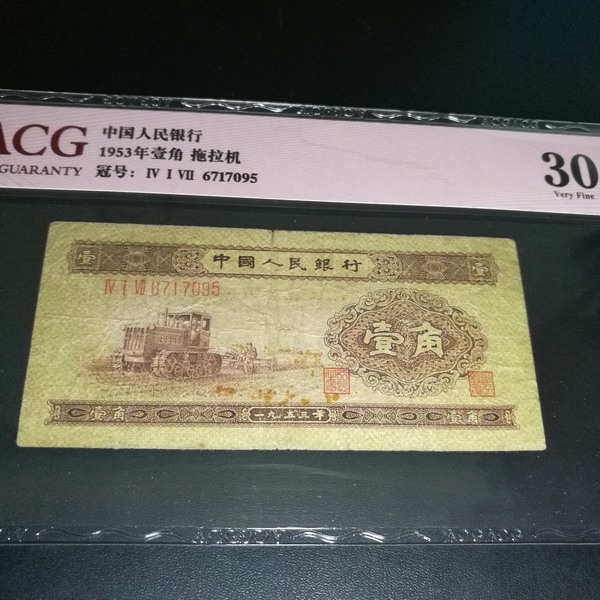 ACG
GUARANTY
中国人民银行
1953年壹角 拖拉机
冠号: Ⅳ Ⅰ Ⅶ 6717095
30
Very Fine
壹 中國人民銀行 壹
Ⅳ Ⅰ Ⅶ 6717095
壹角
壹角 一九五三年 壹角